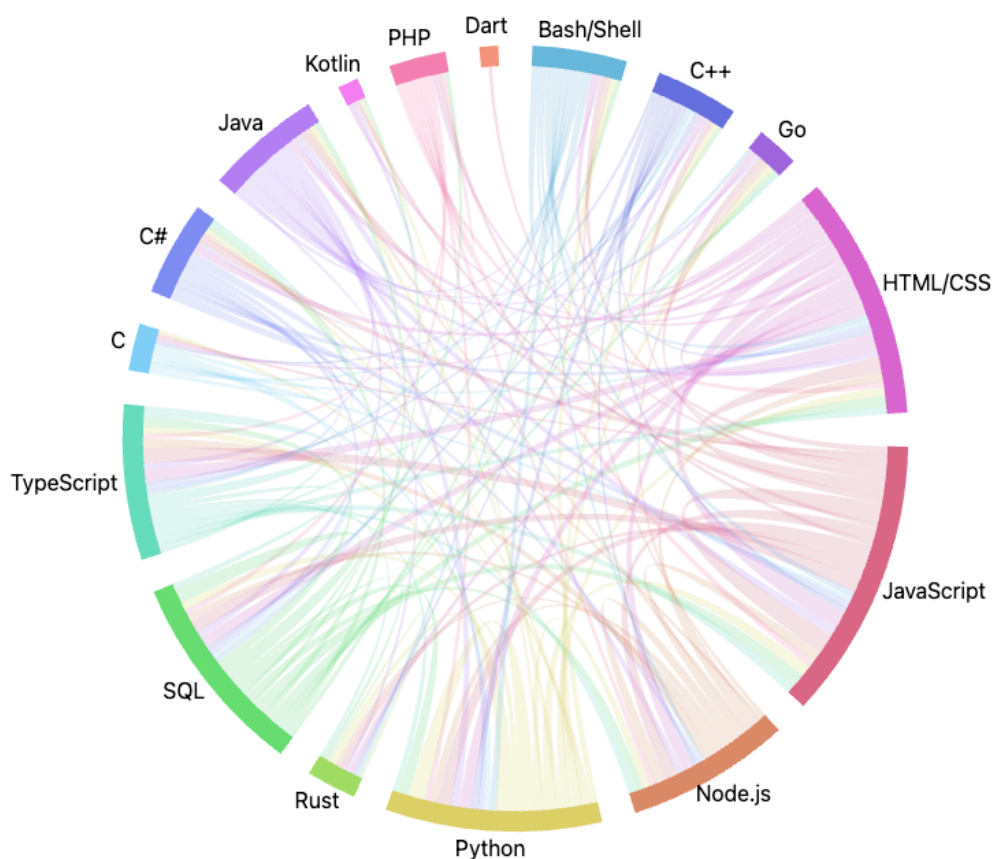 Dart
Bash/Shell
PHP
Kotlin
C++
Java
Go
C#
HTML/CSS
C
TypeScript
JavaScript
SQL
Node.js
Rust
Python